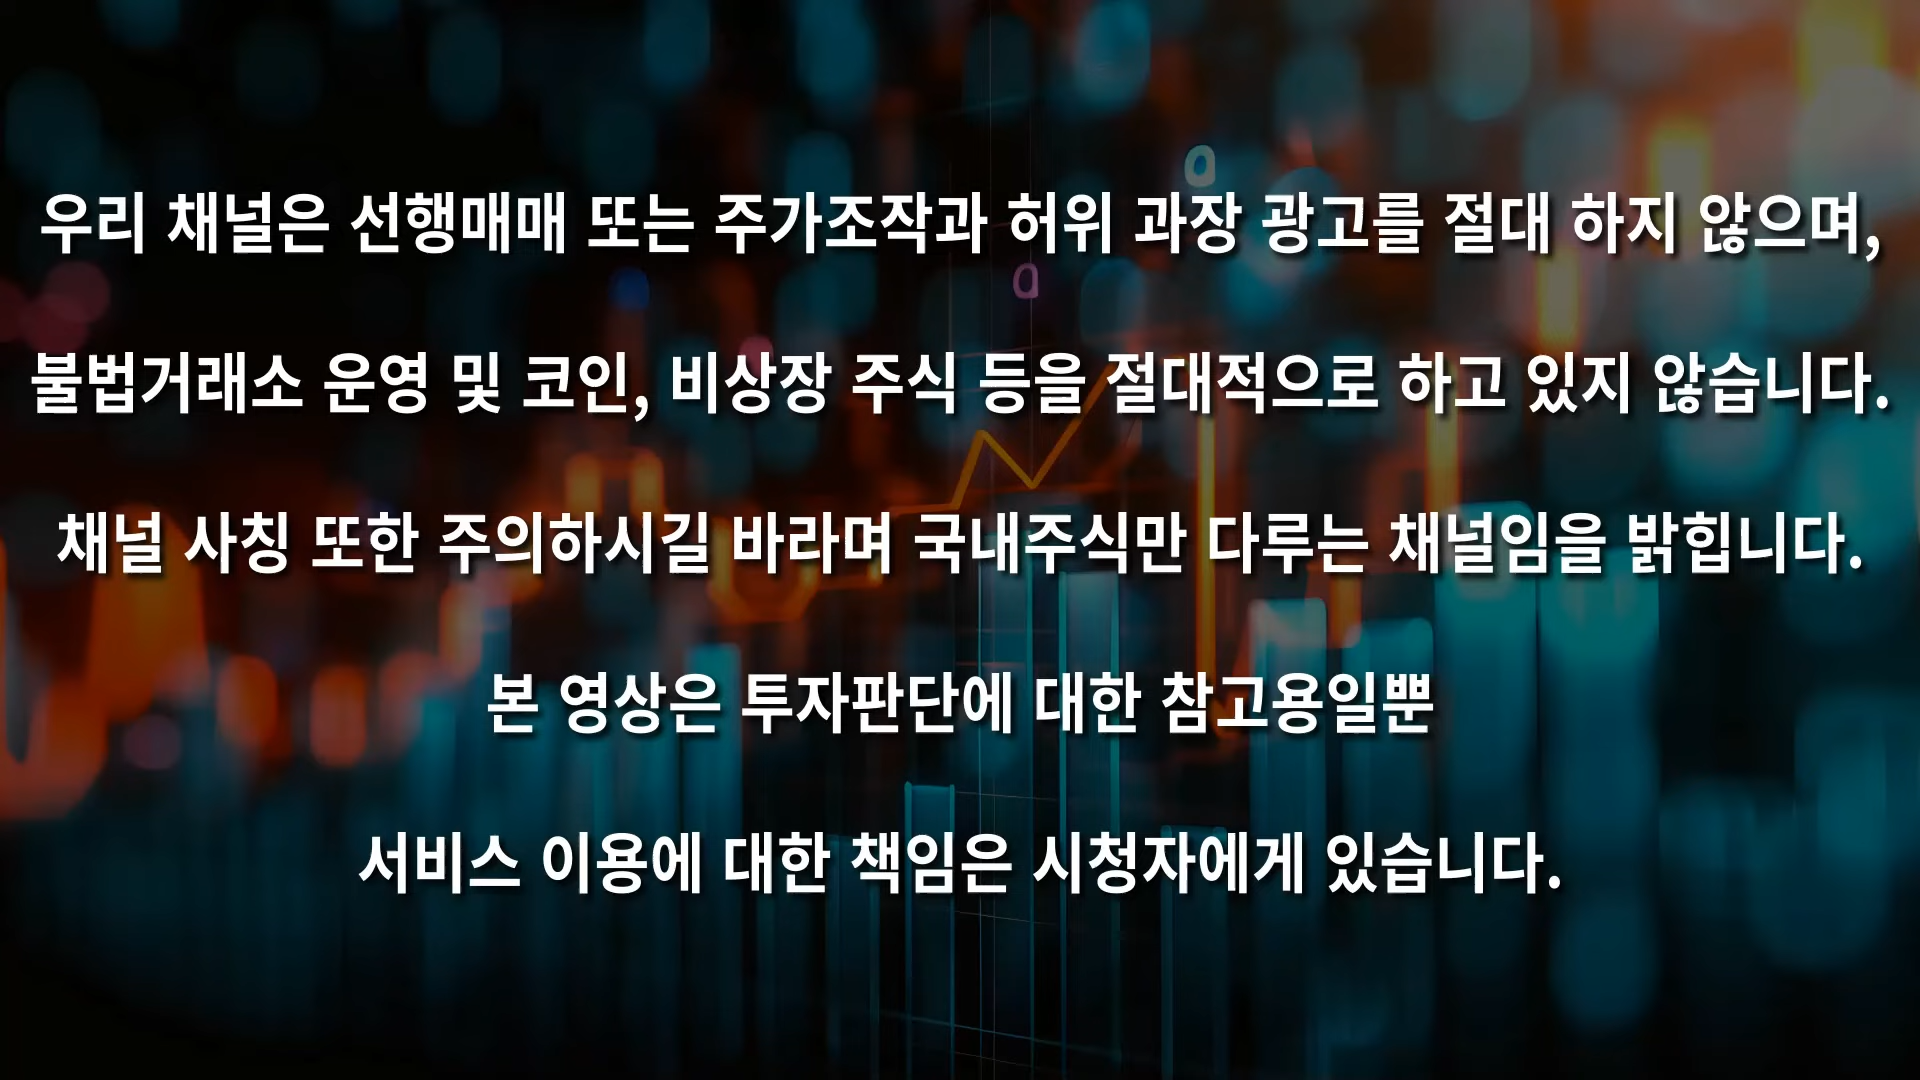 우리 채널은 선행매매 또는 주가조작과 허위 과장 광고를 절대 하지 않으며,
불법거래소 운영 및 코인, 비상장 주식 등을 절대적으로 하고 있지 않습니다.
채널 사칭 또한 주의하시길 바라며 국내주식만 다루는 채널임을 밝힙니다.
본 영상은 투자판단에 대한 참고용일뿐
서비스 이용에 대한 책임은 시청자에게 있습니다.